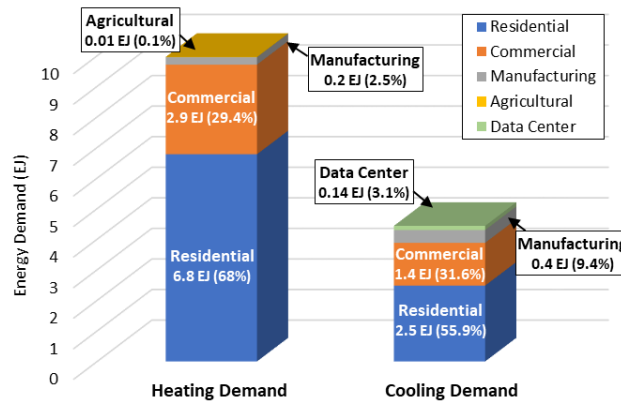 Agricultural
0.01 EJ (0.1%)
Manufacturing
0.2 EJ (2.5%)
Residential
Commercial
Manufacturing
Agricultural
Data Center
Energy Demand (EJ)
10
9
8
7
6
5
4
3
2
1
0
Commercial
2.9 EJ (29.4%)
Residential
6.8 EJ (68%)
Data Center
0.14 EJ (3.1%)
Manufacturing
0.4 EJ (9.4%)
Commercial
1.4 EJ (31.6%)
Residential
2.5 EJ (55.9%)
Heating Demand
Cooling Demand